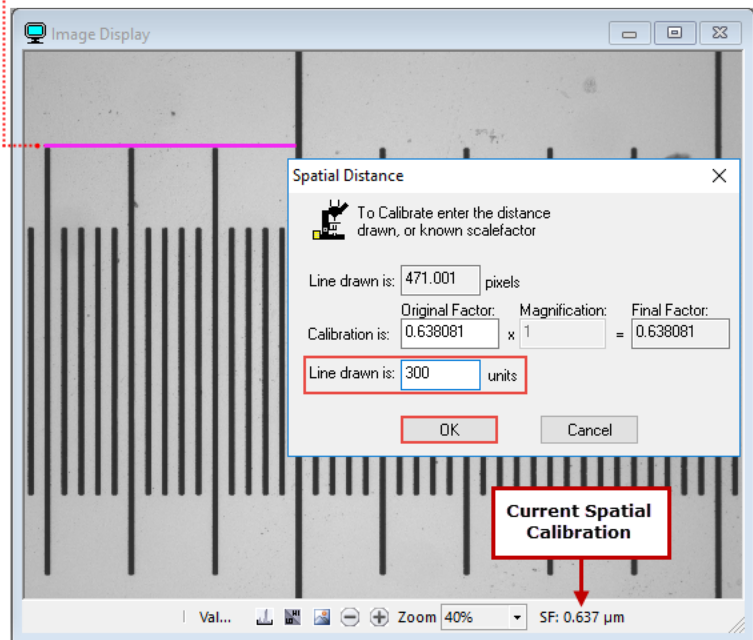 Image Display
Spatial Distance
To Calibrate enter the distance
drawn, or known scalefactor
Line drawn is: 471.001 pixels
Original Factor: Magnification: Final Factor:
Calibration is: 0.638081 x 1 = 0.638081
Line drawn is: 300 units
OK Cancel
Current Spatial
Calibration
Val... Zoom 40% SF: 0.637 µm